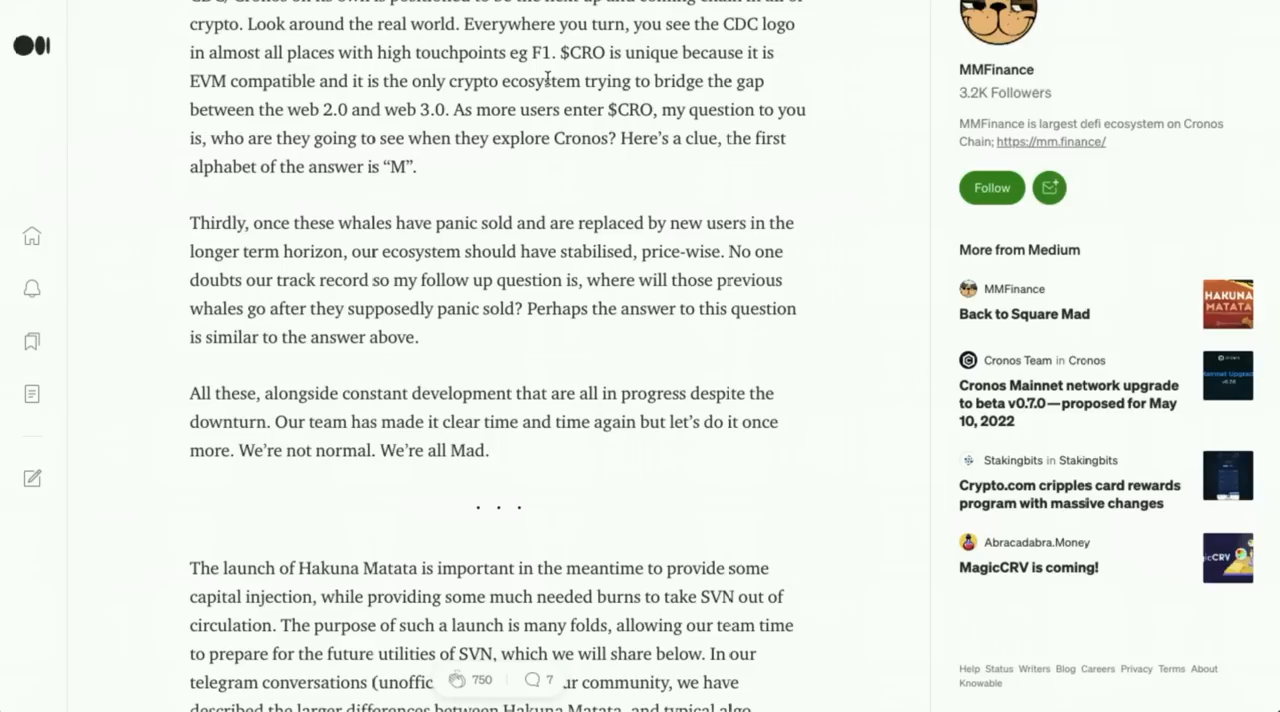 crypto. Look around the real world. Everywhere you turn, you see the CDC logo
in almost all places with high touchpoints eg F1. $CRO is unique because it is
EVM compatible and it is the only crypto ecosystem trying to bridge the gap
between the web 2.0 and web 3.0. As more users enter $CRO, my question to you
is, who are they going to see when they explore Cronos? Here's a clue, the first
alphabet of the answer is “M”.
Thirdly, once these whales have panic sold and are replaced by new users in the
longer term horizon, our ecosystem should have stabilised, price-wise. No one
doubts our track record so my follow up question is, where will those previous
whales go after they supposedly panic sold? Perhaps the answer to this question
is similar to the answer above.
All these, alongside constant development that are all in progress despite the
downturn. Our team has made it clear time and time again but let's do it once
more. We're not normal. We're all Mad.
. . .
The launch of Hakuna Matata is important in the meantime to provide some
capital injection, while providing some much needed burns to take SVN out of
circulation. The purpose of such a launch is many folds, allowing our team time
to prepare for the future utilities of SVN, which we will share below. In our
telegram conversations (unoffic
750
7
ur community, we have
described the larger differences between Hakuna Matata, and typical algo
MMFinance
3.2K Followers
MMFinance is largest defi ecosystem on Cronos
Chain; https://mm.finance/
Follow
More from Medium
MMFinance
Back to Square Mad
HAKUNA
MATATA
Cronos Team in Cronos
Cronos Mainnet network upgrade
to beta v0.7.0—proposed for May
10, 2022
Stakingbits in Stakingbits
Crypto.com cripples card rewards
program with massive changes
Abracadabra.Money
MagicCRV is coming!
icCRV
Help Status Writers Blog Careers Privacy Terms About
Knowable